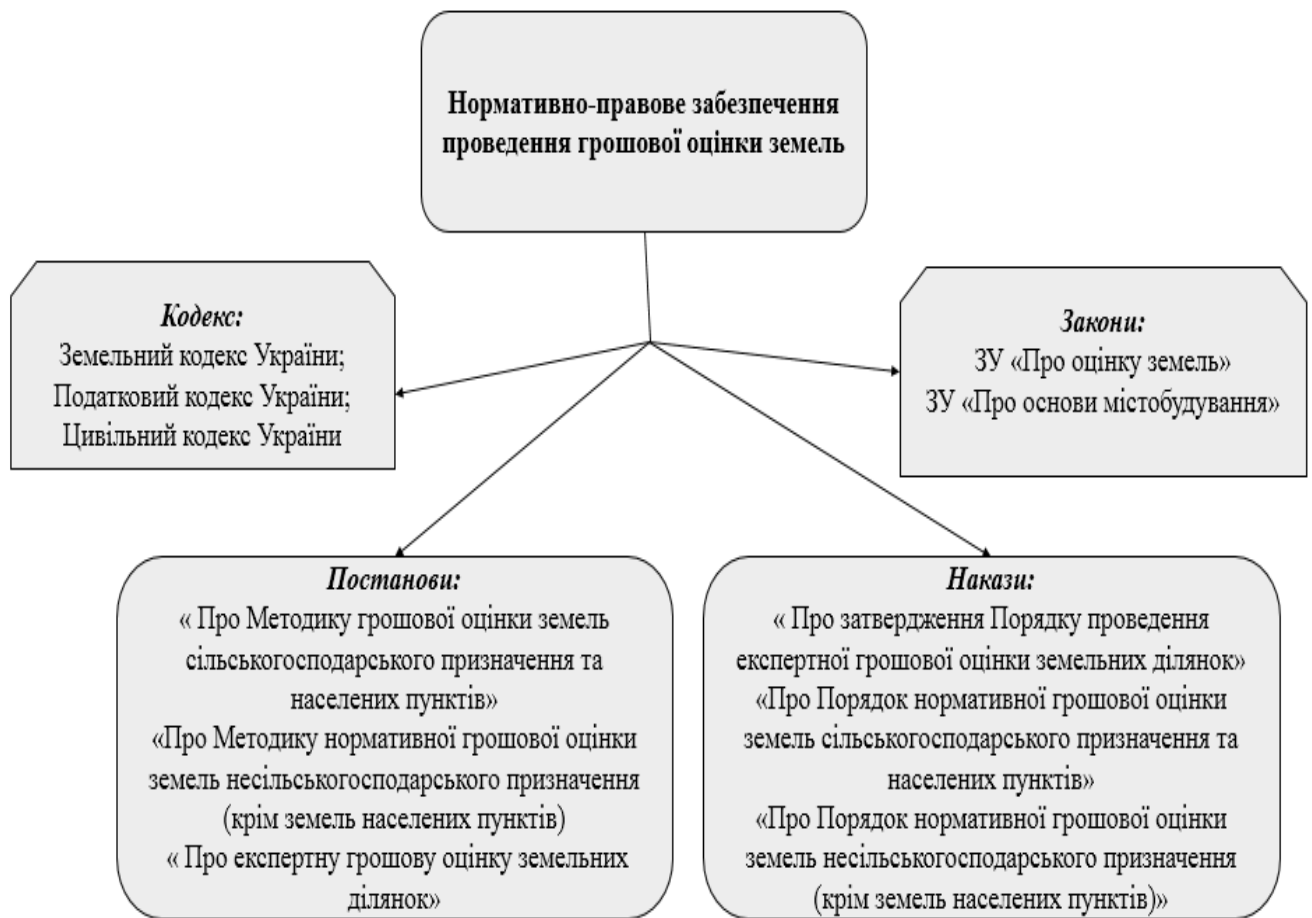 Нормативно-правове забезпечення
проведення грошової оцінки земель
Кодекс:
Земельний кодекс України;
Податковий кодекс України;
Цивільний кодекс України
Закони:
ЗУ «Про оцінку земель»
ЗУ «Про основи містобудування»
Постанови:
« Про Методику грошової оцінки земель
сільськогосподарського призначення та
населених пунктів»
«Про Методику нормативної грошової оцінки
земель несільськогосподарського призначення
(крім земель населених пунктів)
« Про експертну грошову оцінку земельних
ділянок»
Накази:
« Про затвердження Порядку проведення
експертної грошової оцінки земельних ділянок»
«Про Порядок нормативної грошової оцінки
земель сільськогосподарського призначення та
населених пунктів»
«Про Порядок нормативної грошової оцінки
земель несільськогосподарського призначення
(крім земель населених пунктів)»